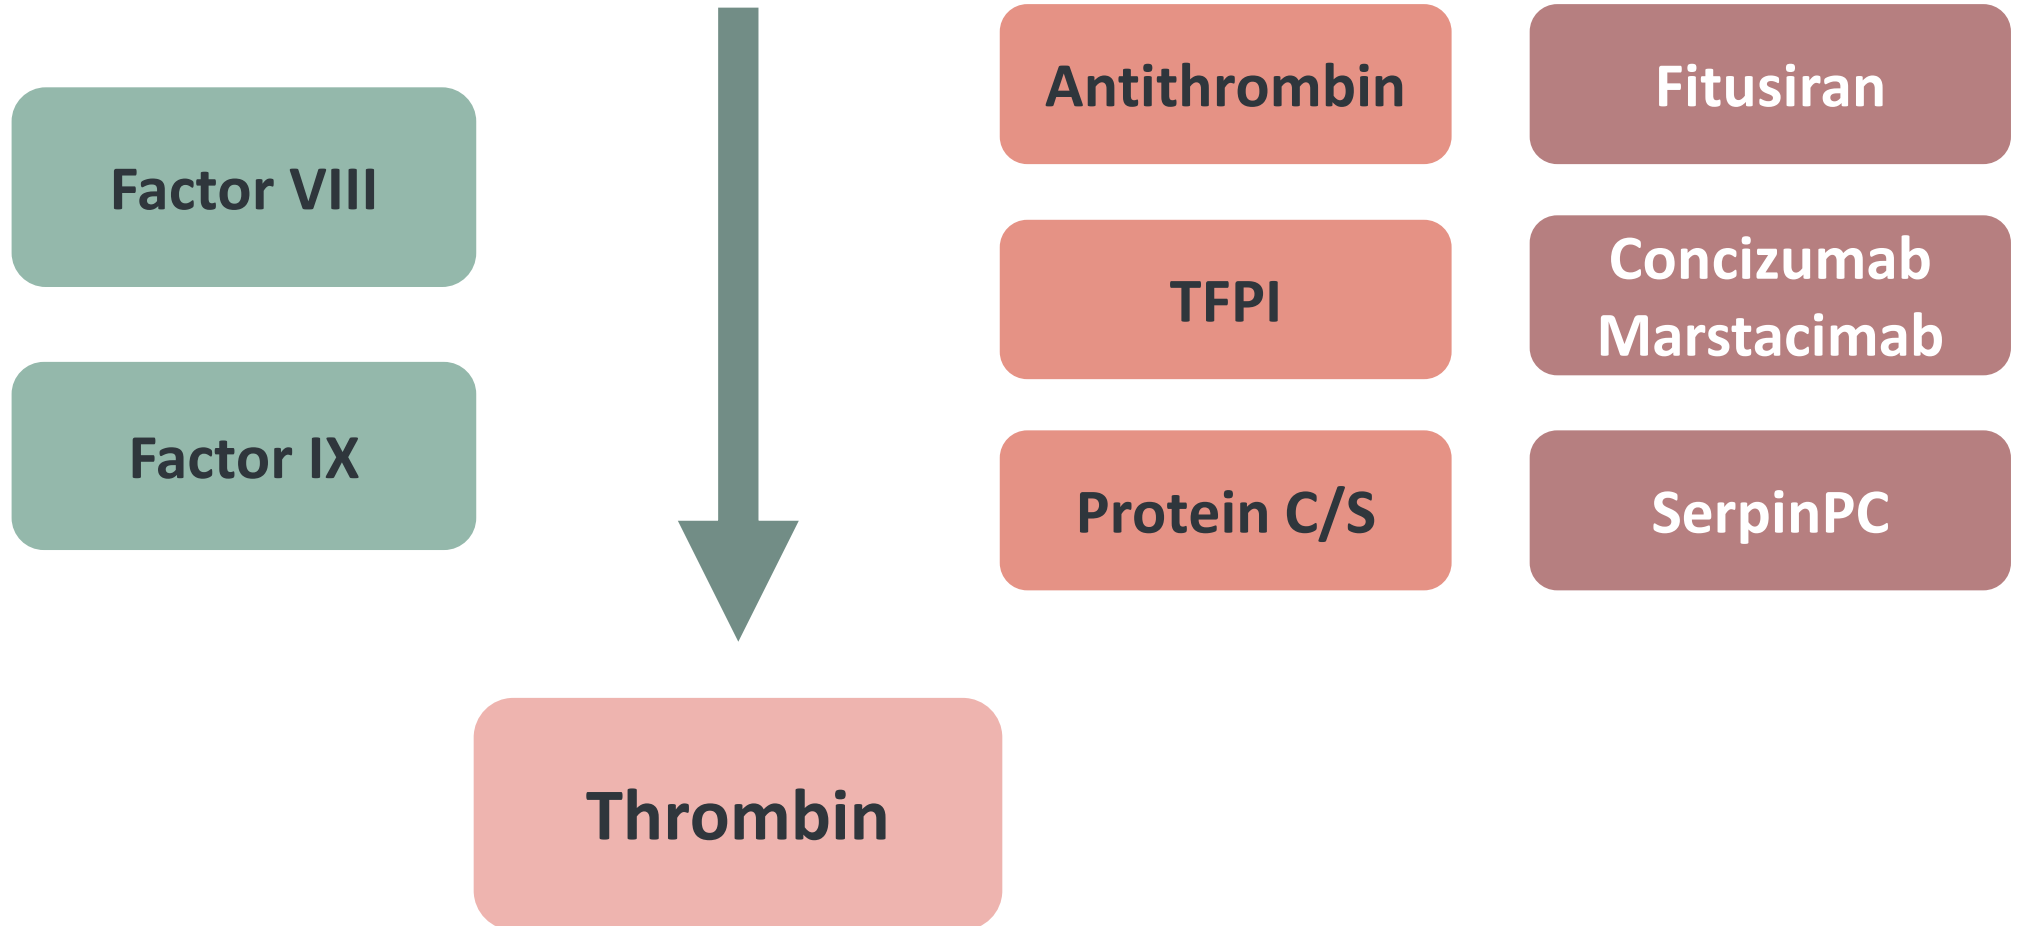 Factor VIII
Factor IX
Antithrombin
Fitusiran
TFPI
Concizumab
Marstacimab
Protein C/S
SerpinPC
Thrombin